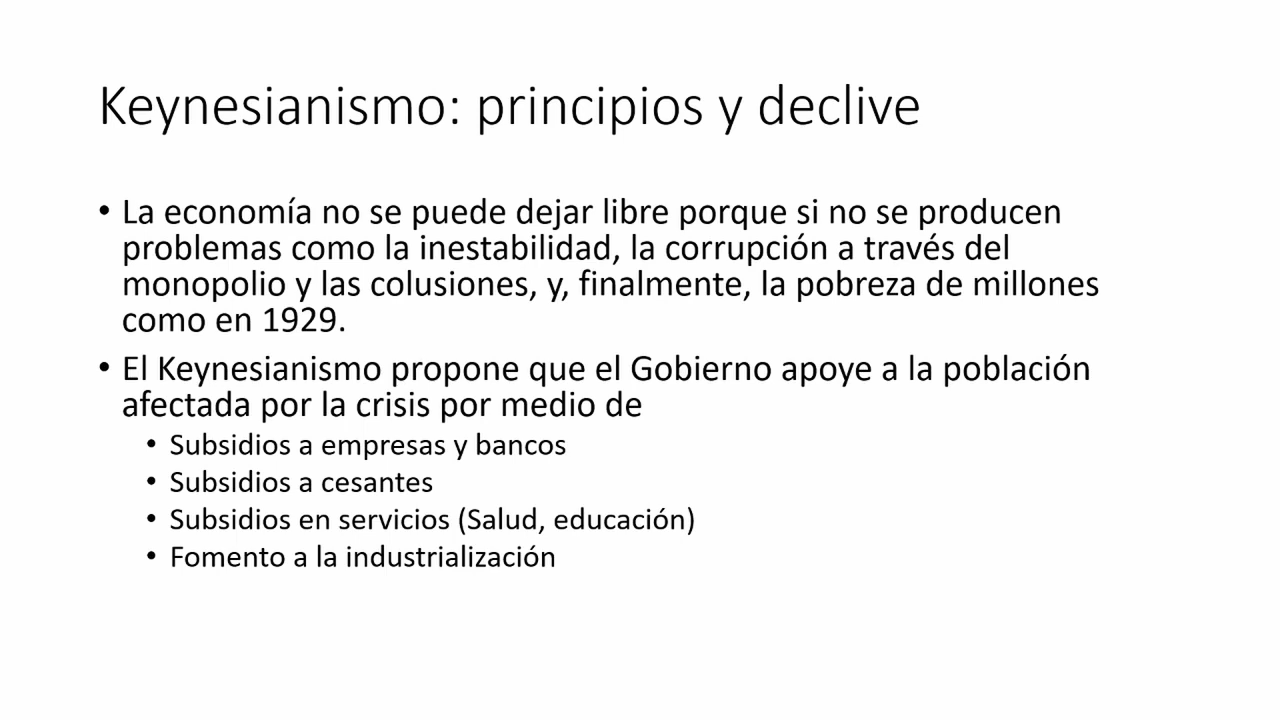 Keynesianismo: principios y declive
• La economía no se puede dejar libre porque si no se producen
problemas como la inestabilidad, la corrupción a través del
monopolio y las colusiones, y, finalmente, la pobreza de millones
como en 1929.
• El Keynesianismo propone que el Gobierno apoye a la población
afectada por la crisis por medio de
• Subsidios a empresas y bancos
• Subsidios a cesantes
• Subsidios en servicios (Salud, educación)
• Fomento a la industrialización